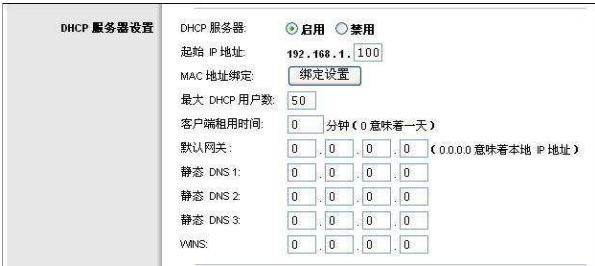 DHCP 服务器设置
DHCP 服务器: 启用 禁用
起始 IP 地址: 192.168.1. 100
MAC 地址绑定: 绑定设置
最大 DHCP 用户数: 50
客户端租用时间: 0 分钟 ( 0 意味着一天 )
默认网关 : 0 . 0 . 0 . 0 ( 0.0.0.0 意味着本地 IP 地址 )
静态 DNS 1: 0 . 0 . 0 . 0
静态 DNS 2: 0 . 0 . 0 . 0
静态 DNS 3: 0 . 0 . 0 . 0
WINS: 0 . 0 . 0 . 0